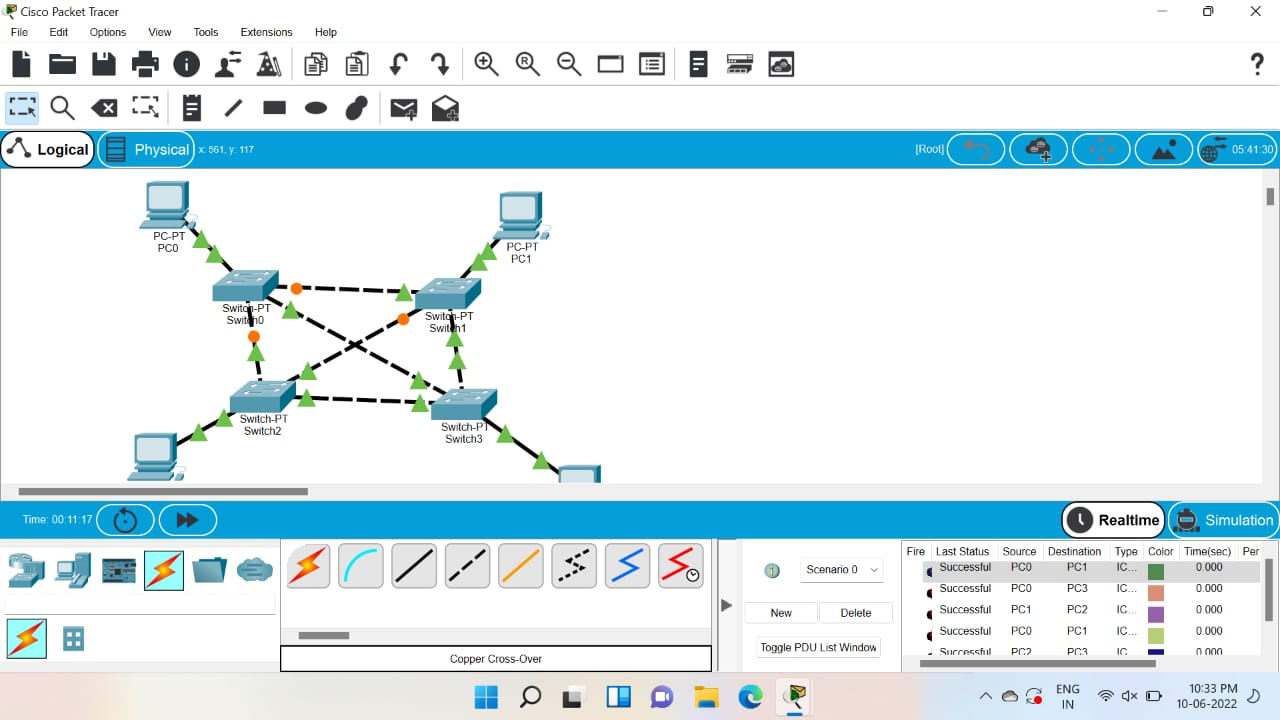 Cisco Packet Tracer
File Edit Options View Tools Extensions Help
Logical
Physical
x: 561, y: 117
[Root]
05:41:30
PC-PT
PC0
PC-PT
PC1
Switch-PT
Switch0
Switch-PT
Switch1
Switch-PT
Switch2
Switch-PT
Switch3
Time: 00:11:17
Realtime
Simulation
Scenario 0
New
Delete
Toggle PDU List Window
Copper Cross-Over
Fire Last Status Source Destination Type Color Time(sec) Per
Successful PC0 PC1 IC... 0.000
Successful PC0 PC3 IC... 0.000
Successful PC1 PC2 IC... 0.000
Successful PC0 PC1 IC... 0.000
Successful PC2 PC3 IC 0.000
ENG
IN
10:33 PM
10-06-2022